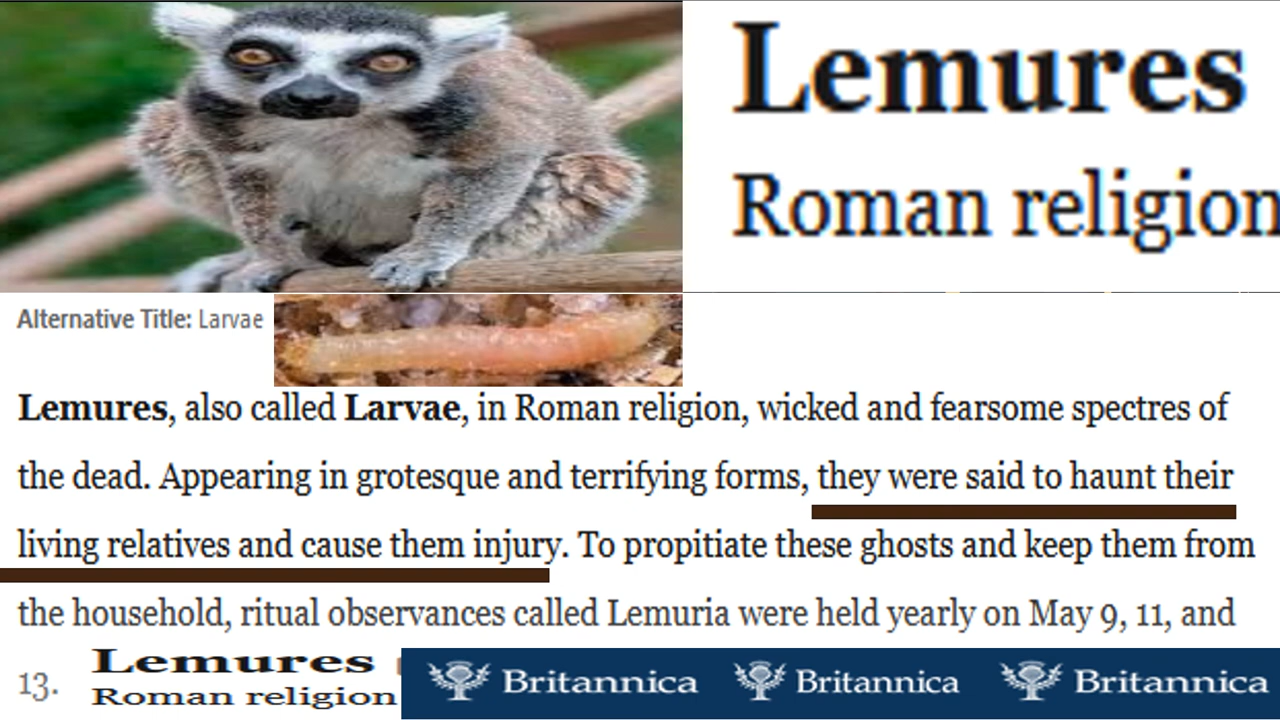 Lemures
Roman religion
Alternative Title: Larvae
Lemures, also called Larvae, in Roman religion, wicked and fearsome spectres of
the dead. Appearing in grotesque and terrifying forms, they were said to haunt their
living relatives and cause them injury. To propitiate these ghosts and keep them from
the household, ritual observances called Lemuria were held yearly on May 9, 11, and
13.
Lemures
Roman religion
Britannica Britannica Britannica